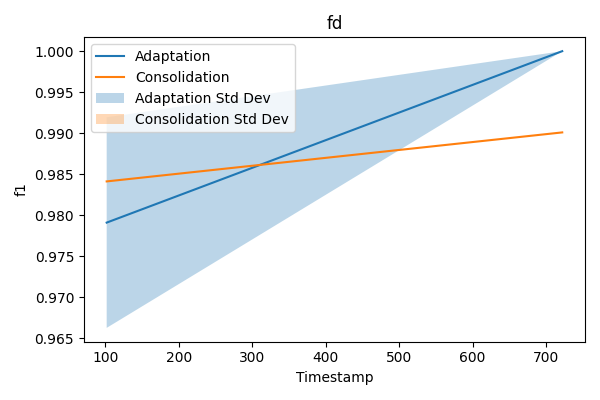 fd
Adaptation
Consolidation
Adaptation Std Dev
Consolidation Std Dev
1.000
0.995
0.990
0.985
0.980
0.975
0.970
0.965
f1
100 200 300 400 500 600 700
Timestamp